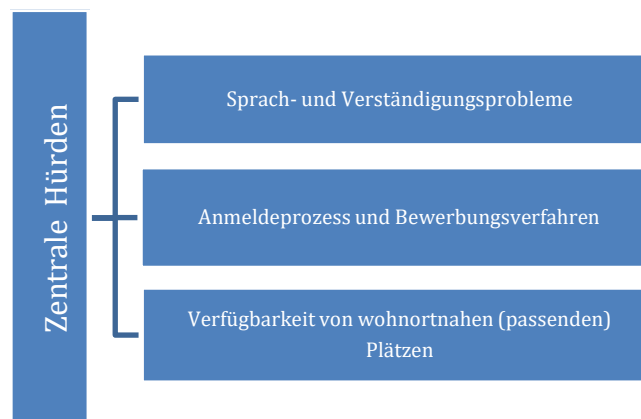 Zentrale Hürden
Sprach- und Verständigungsprobleme
Anmeldeprozess und Bewerbungsverfahren
Verfügbarkeit von wohnortnahen (passenden)
Plätzen